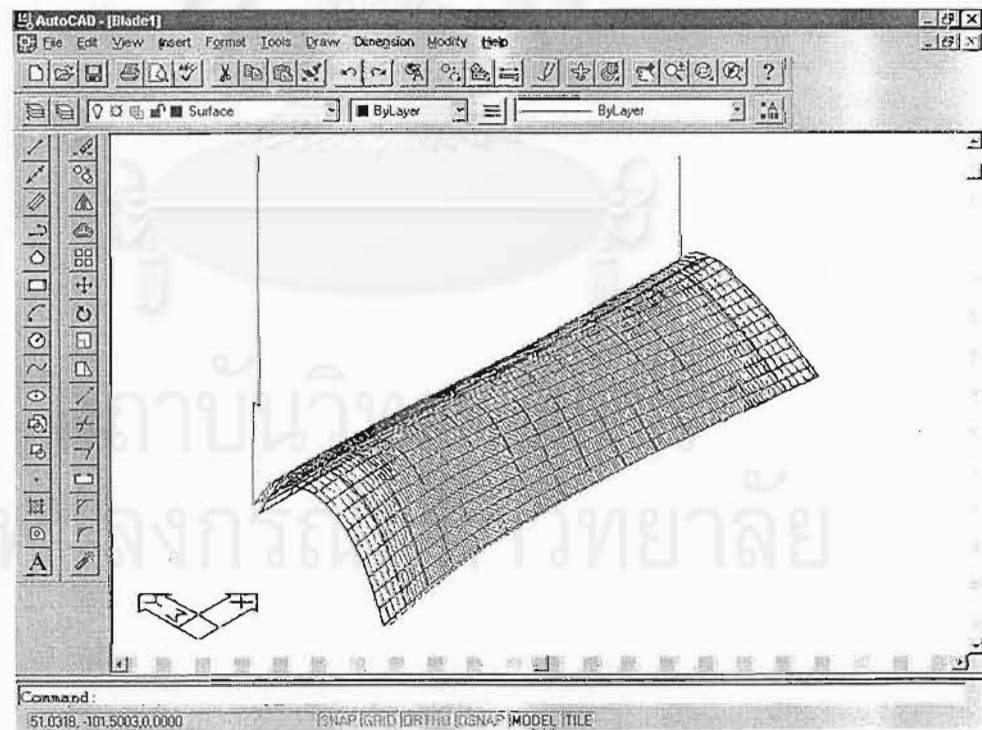 AutoCAD - [Blade1]
File Edit View Insert Format Tools Draw Dimension Modify Help
Surface ByLayer ByLayer
A
Command:
51.0318, -101.5003,0.0000 SNAP GRID ORTHO OSNAP MODEL TILE